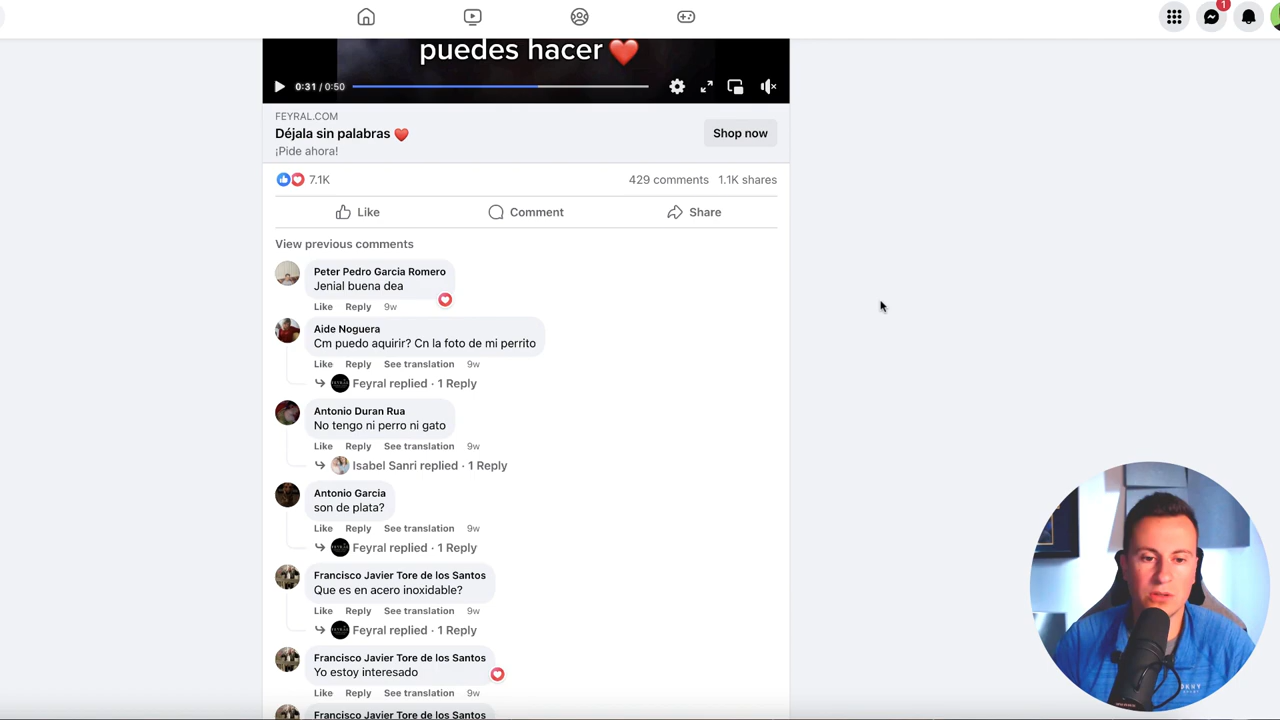 1
puedes hacer ❤️
0:31 / 0:50
FEYRAL.COM
Déjala sin palabras ❤️
Shop now
¡Pide ahora!
7.1K
429 comments 1.1K shares
Like Comment Share
View previous comments
Peter Pedro Garcia Romero
Jenial buena dea
Like Reply 9w
Aide Noguera
Cm puedo aquirir? Cn la foto de mi perrito
Like Reply See translation 9w
Feyral replied · 1 Reply
Antonio Duran Rua
No tengo ni perro ni gato
Like Reply See translation 9w
Isabel Sanri replied · 1 Reply
Antonio Garcia
son de plata?
Like Reply See translation 9w
Feyral replied · 1 Reply
Francisco Javier Tore de los Santos
Que es en acero inoxidable?
Like Reply See translation 9w
Feyral replied · 1 Reply
Francisco Javier Tore de los Santos
Yo estoy interesado
Like Reply See translation 9w
Francisco Javier Tore de los Santos
DKNY